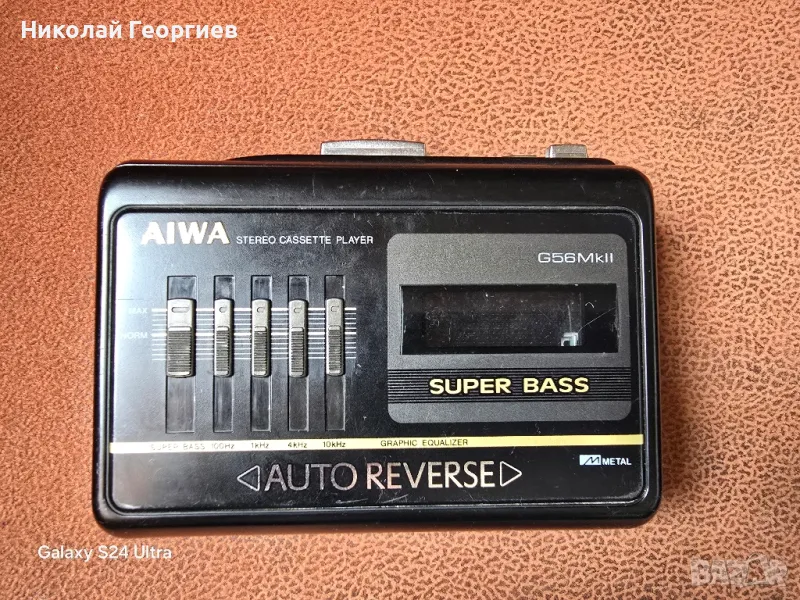 Николай Георгиев
AIWA STEREO CASSETTE PLAYER
G56MkII
MAX
NORM
SUPER BASS
SUPER BASS 100Hz 1kHz 4kHz 10kHz GRAPHIC EQUALIZER
METAL
AUTO REVERSE
Galaxy S24 Ultra
BAZAR